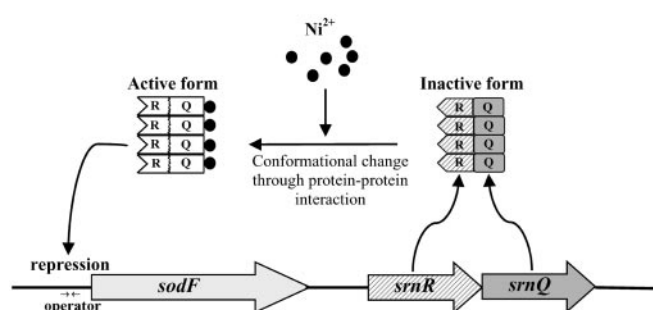 Ni²⁺
Active form
Inactive form
R Q
R Q
R Q
R Q
R Q
R Q
R Q
R Q
Conformational change
through protein-protein
interaction
repression
operator
sodF
srnR
srnQ